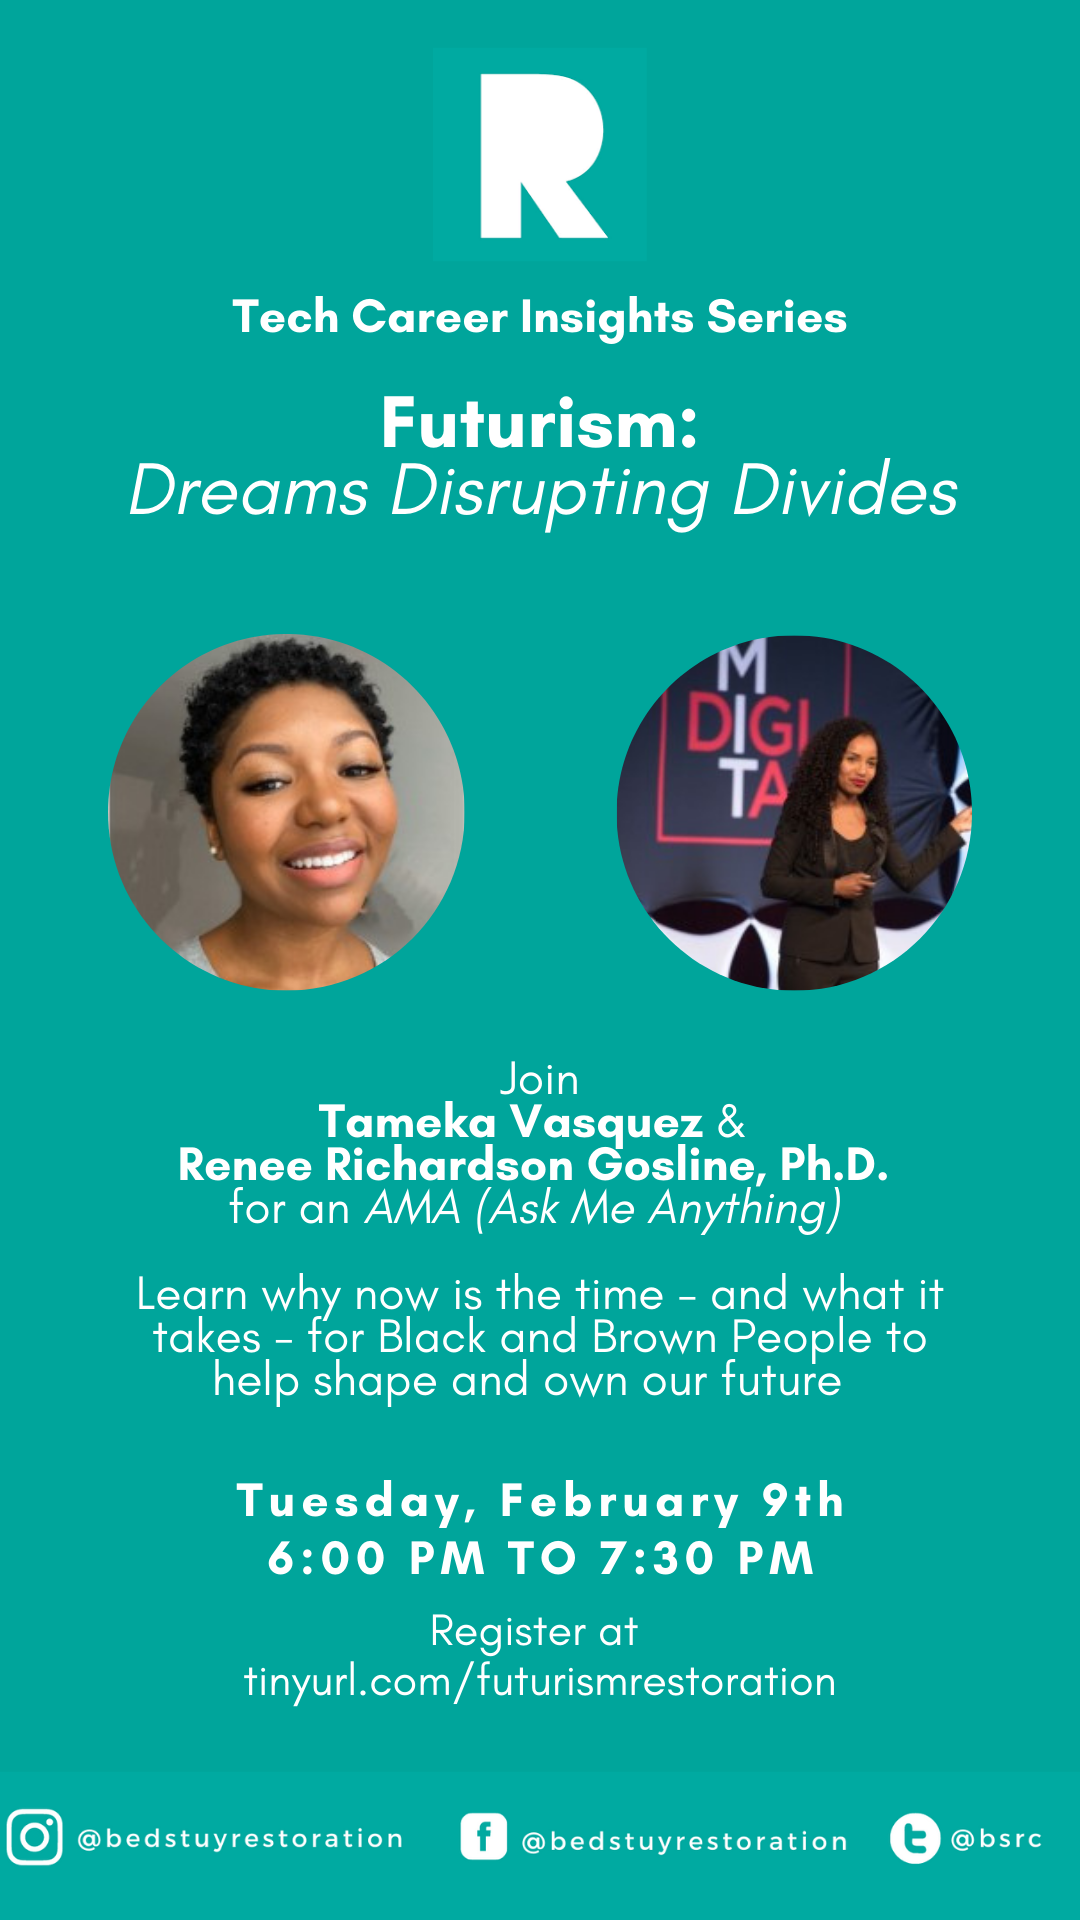 R
Tech Career Insights Series
Futurism:
Dreams Disrupting Divides
M
DIGI
TA
Join
Tameka Vasquez &
Renee Richardson Gosline, Ph.D.
for an AMA (Ask Me Anything)
Learn why now is the time - and what it
takes - for Black and Brown People to
help shape and own our future
Tuesday, February 9th
6:00 PM TO 7:30 PM
Register at
tinyurl.com/futurismrestoration
@bedstuyrestoration
@bedstuyrestoration
@bsrc